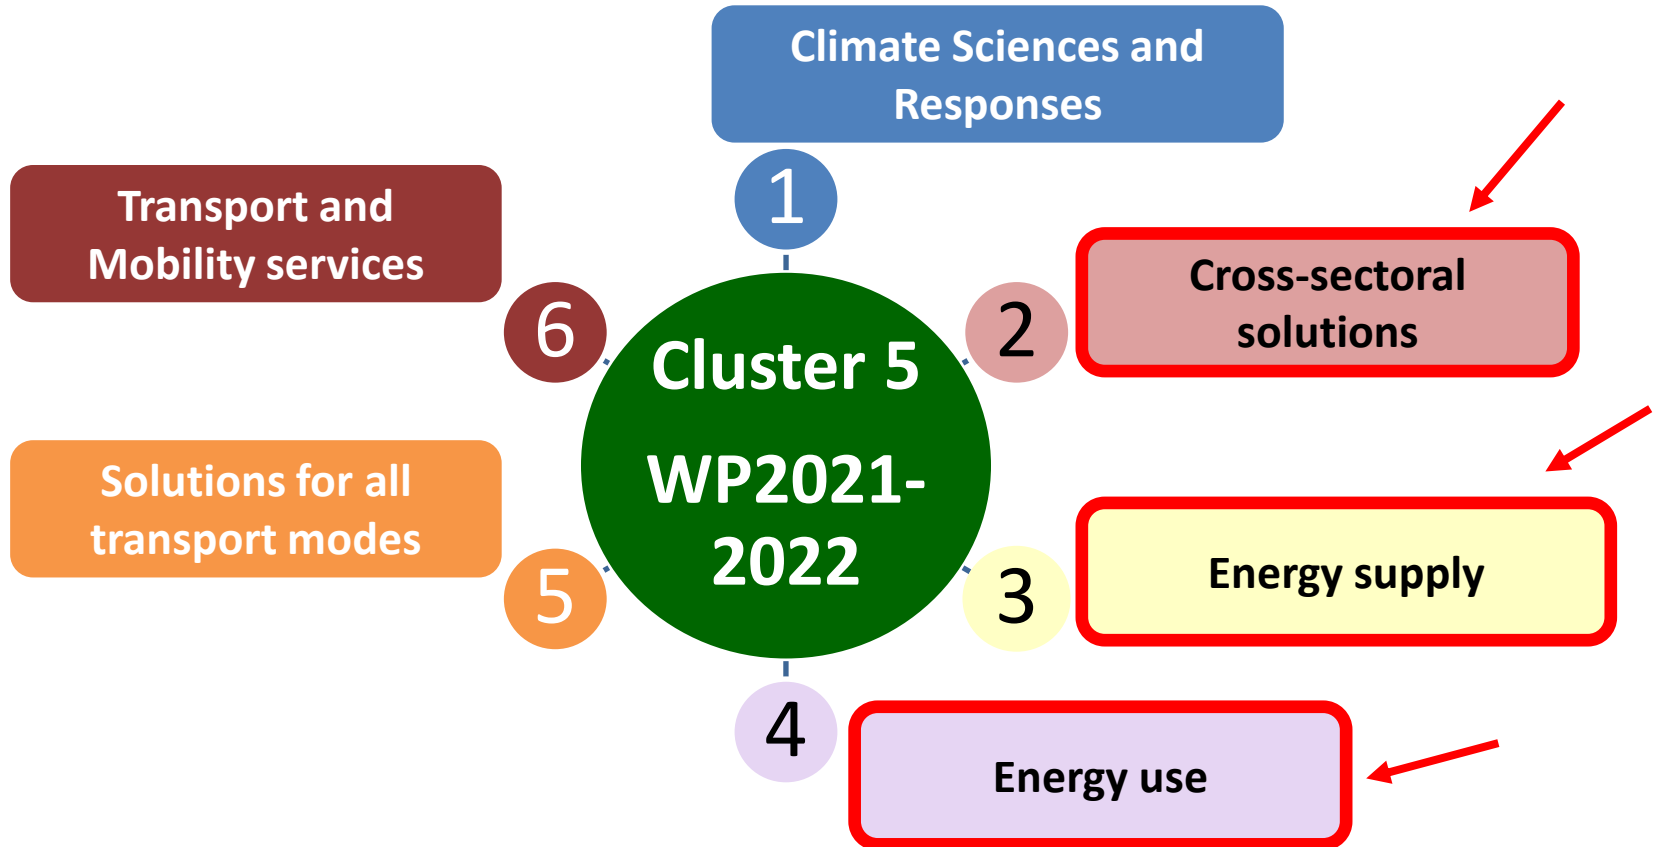 Climate Sciences and
Responses
1
Cross-sectoral
solutions
2
Energy supply
3
Energy use
4
Solutions for all
transport modes
5
Transport and
Mobility services
6
Cluster 5
WP2021-
2022